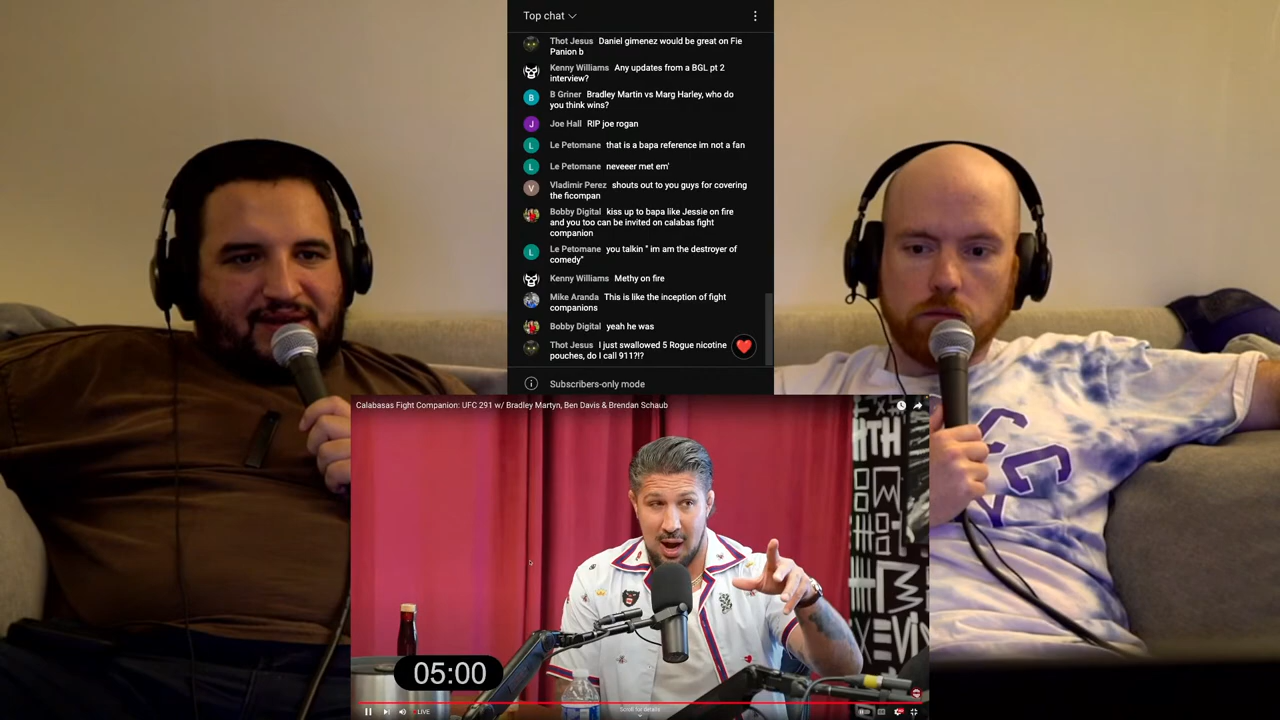 Top chat
Thot Jesus Daniel gimenez would be great on Fie
Panion b
Kenny Williams Any updates from a BGL pt 2
interview?
B Griner Bradley Martin vs Marg Harley, who do
you think wins?
Joe Hall RIP joe rogan
Le Petomane that is a bapa reference im not a fan
Le Petomane neveeer met em'
Vladimir Perez shouts out to you guys for covering
the ficompan
Bobby Digital kiss up to bapa like Jessie on fire
and you too can be invited on calabas fight
companion
Le Petomane you talkin " im am the destroyer of
comedy"
Kenny Williams Methy on fire
Mike Aranda This is like the inception of fight
companions
Bobby Digital yeah he was
Thot Jesus I just swallowed 5 Rogue nicotine
pouches, do I call 911?!?
Subscribers-only mode
Calabasas Fight Companion: UFC 291 w/ Bradley Martyn, Ben Davis & Brendan Schaub
05:00
LIVE
Scroll for details